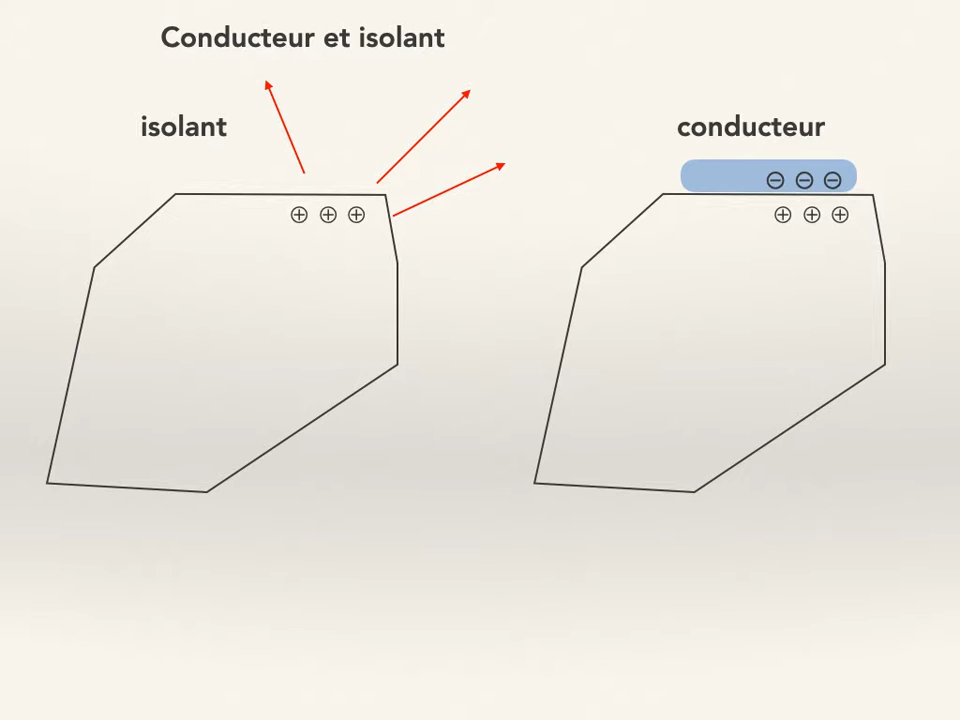 Conducteur et isolant
isolant
conducteur
⊖ ⊖ ⊖
⊕ ⊕ ⊕
⊕ ⊕ ⊕